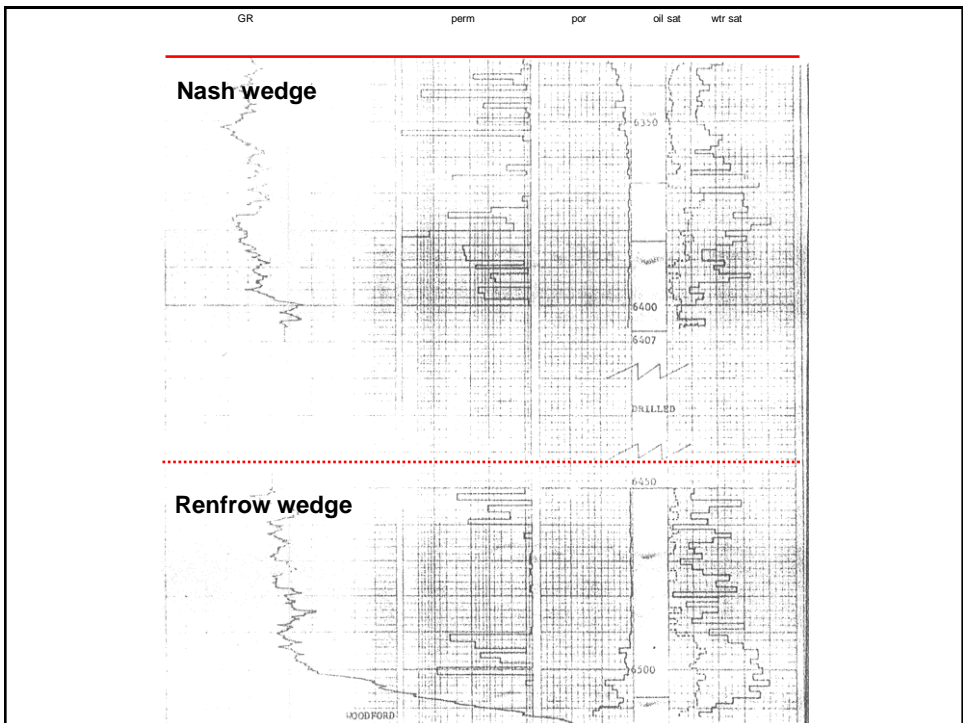 GR perm por oil sat wtr sat
Nash wedge
6350
6400
6407
DRILLED
6450
Renfrow wedge
6500
WOODFORD